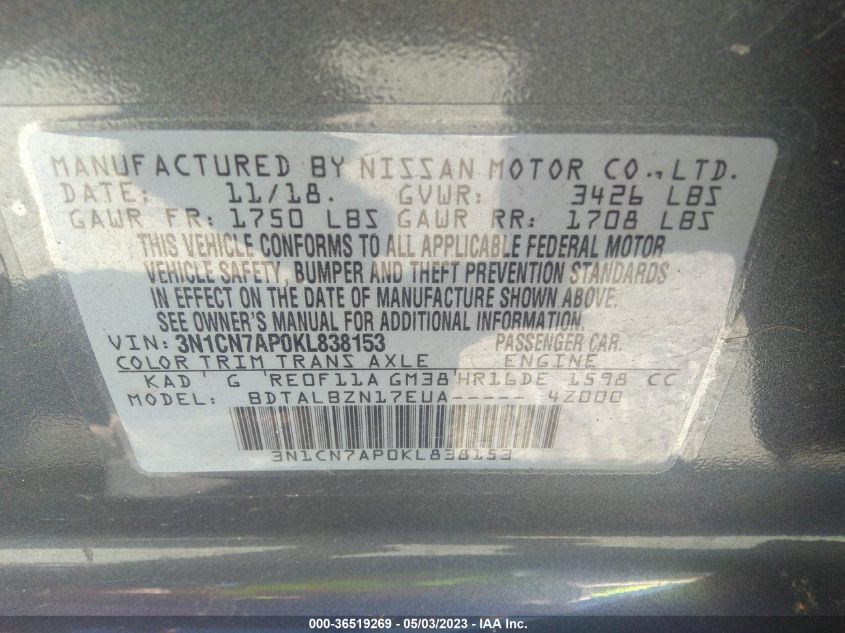 MANUFACTURED BY NISSAN MOTOR CO.,LTD.
DATE: 11/18. GVWR: 3426 LBS
GAWR FR: 1750 LBS GAWR RR: 1708 LBS
THIS VEHICLE CONFORMS TO ALL APPLICABLE FEDERAL MOTOR
VEHICLE SAFETY, BUMPER AND THEFT PREVENTION STANDARDS
IN EFFECT ON THE DATE OF MANUFACTURE SHOWN ABOVE.
SEE OWNER'S MANUAL FOR ADDITIONAL INFORMATION.
VIN: 3N1CN7AP0KL838153 PASSENGER CAR.
COLOR TRIM TRANS AXLE ENGINE
KAD G RE0F11A GM38 HR16DE 1598 CC
MODEL: BDTALBZN17EUA----- 4Z000
3N1CN7AP0KL838153
000-36519269 - 05/03/2023 - © IAA, Inc.